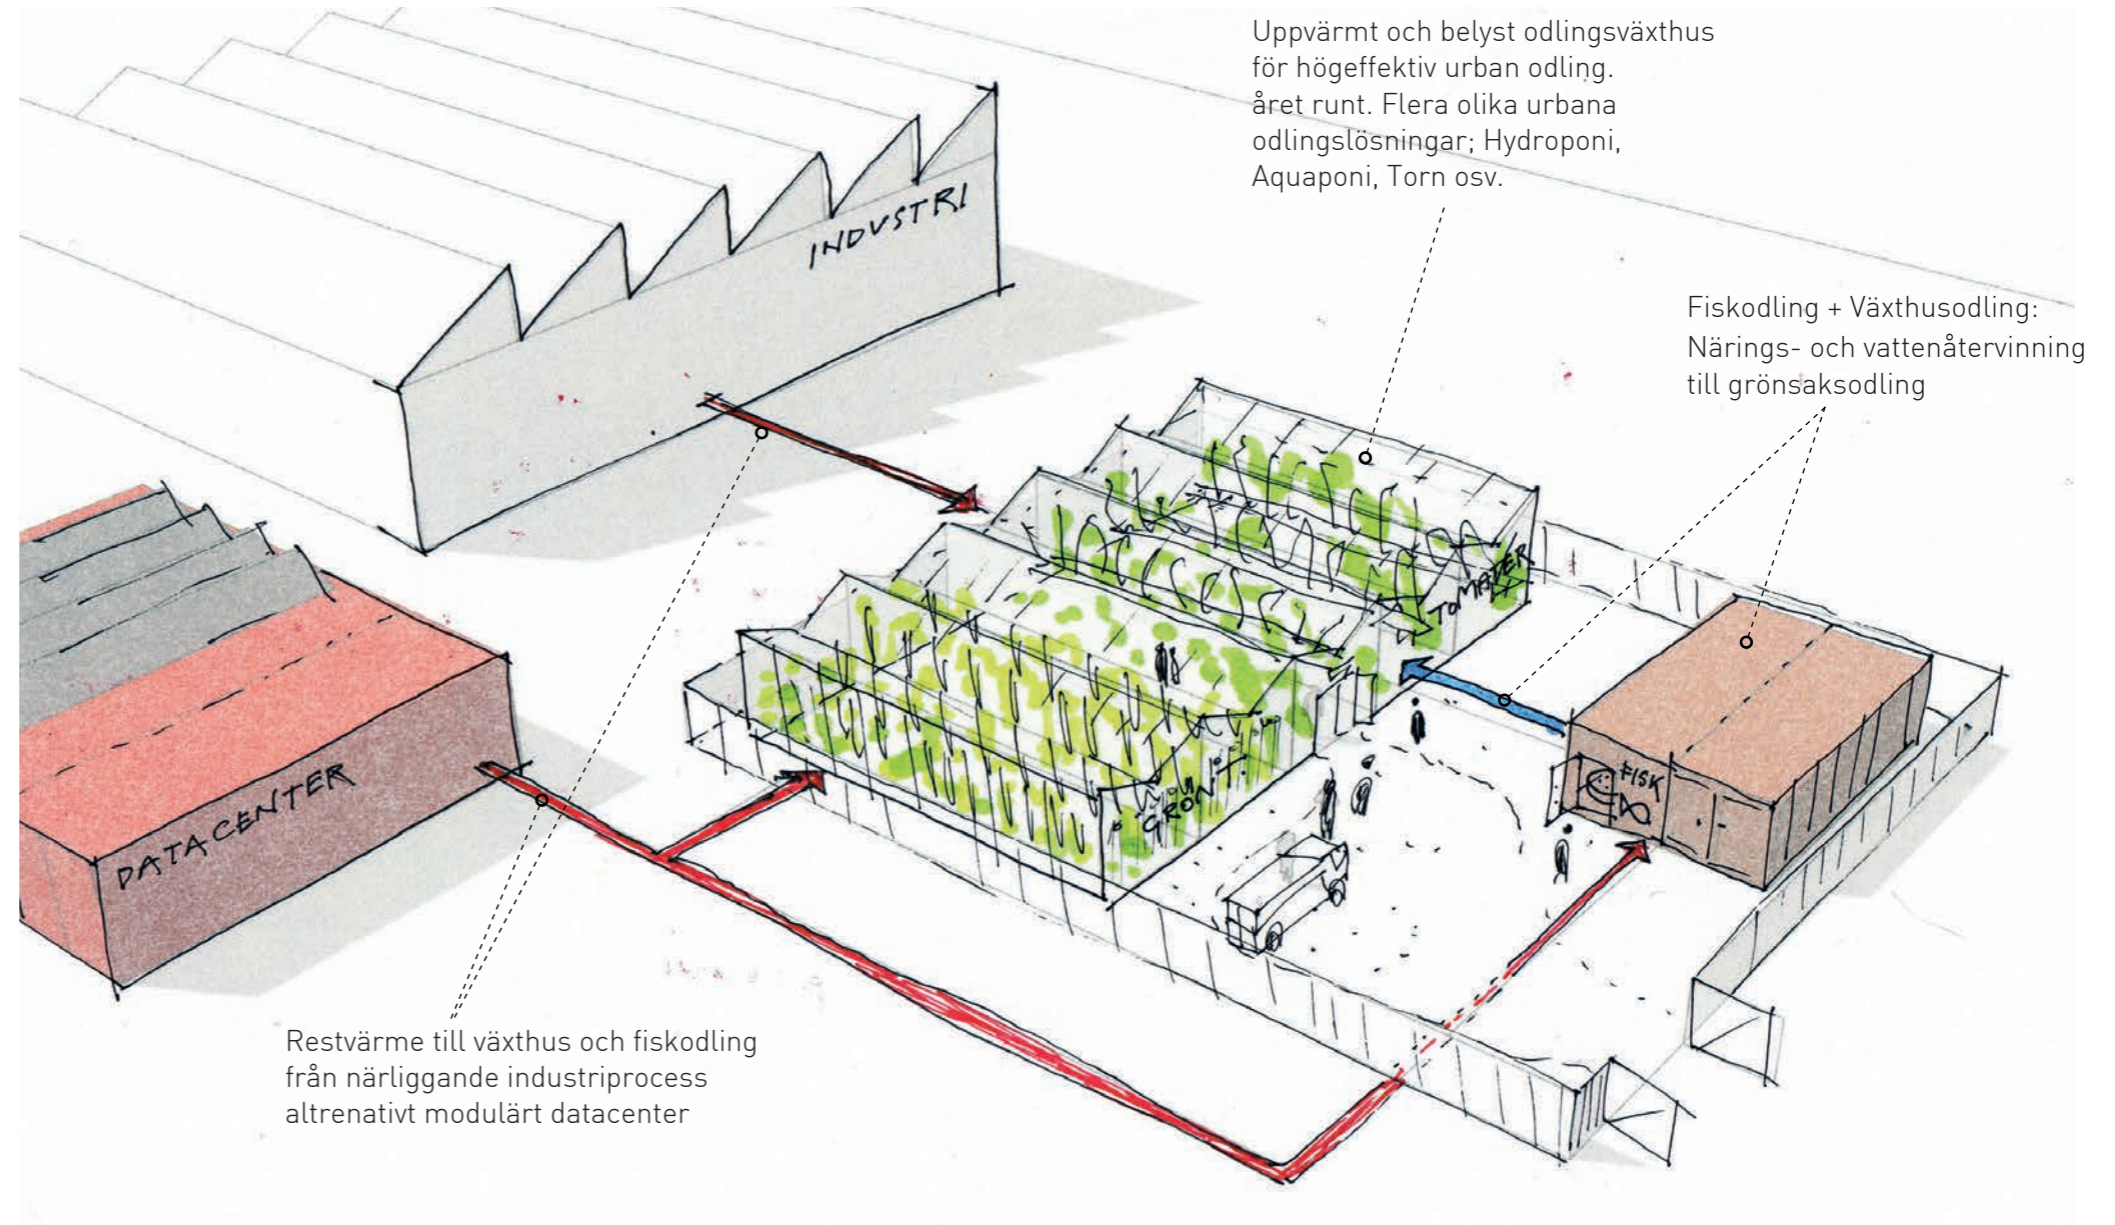 Uppvärmt och belyst odlingsväxthus
för högeffektiv urban odling.
året runt. Flera olika urbana
odlingslösningar; Hydroponi,
Aquaponi, Torn osv.
INDUSTRI
Fiskodling + Växthusodling:
Närings- och vattenåtervinning
till grönsaksodling
TOMATER
GRÖNT
FISK
DATACENTER
Restvärme till växthus och fiskodling
från närliggande industriprocess
altrenativt modulärt datacenter